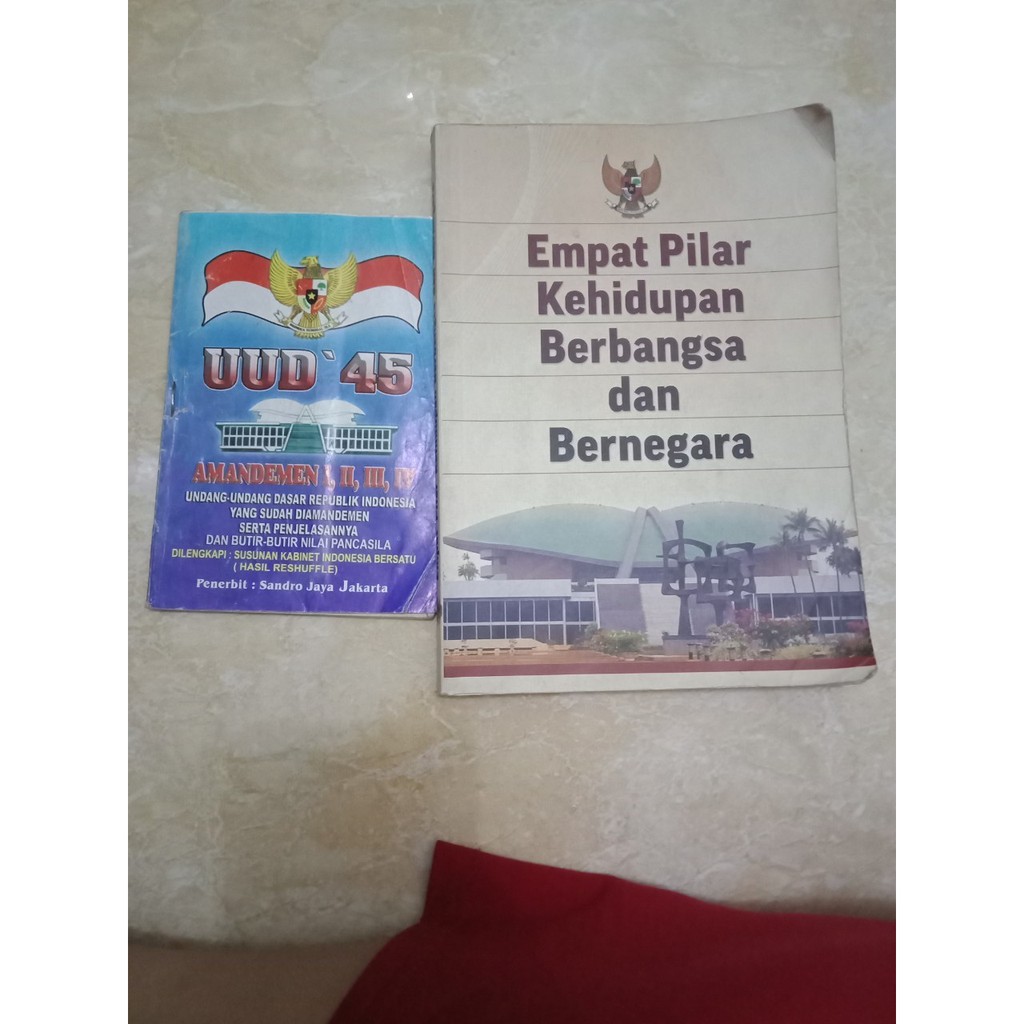 UUD `45
AMANDEMEN I, II, III, IV
UNDANG-UNDANG DASAR REPUBLIK INDONESIA
YANG SUDAH DIAMANDEMEN
SERTA PENJELASANNYA
DAN BUTIR-BUTIR NILAI PANCASILA
DILENGKAPI : SUSUNAN KABINET INDONESIA BERSATU
( HASIL RESHUFFLE)
Penerbit : Sandro Jaya Jakarta
Empat Pilar
Kehidupan
Berbangsa
dan
Bernegara